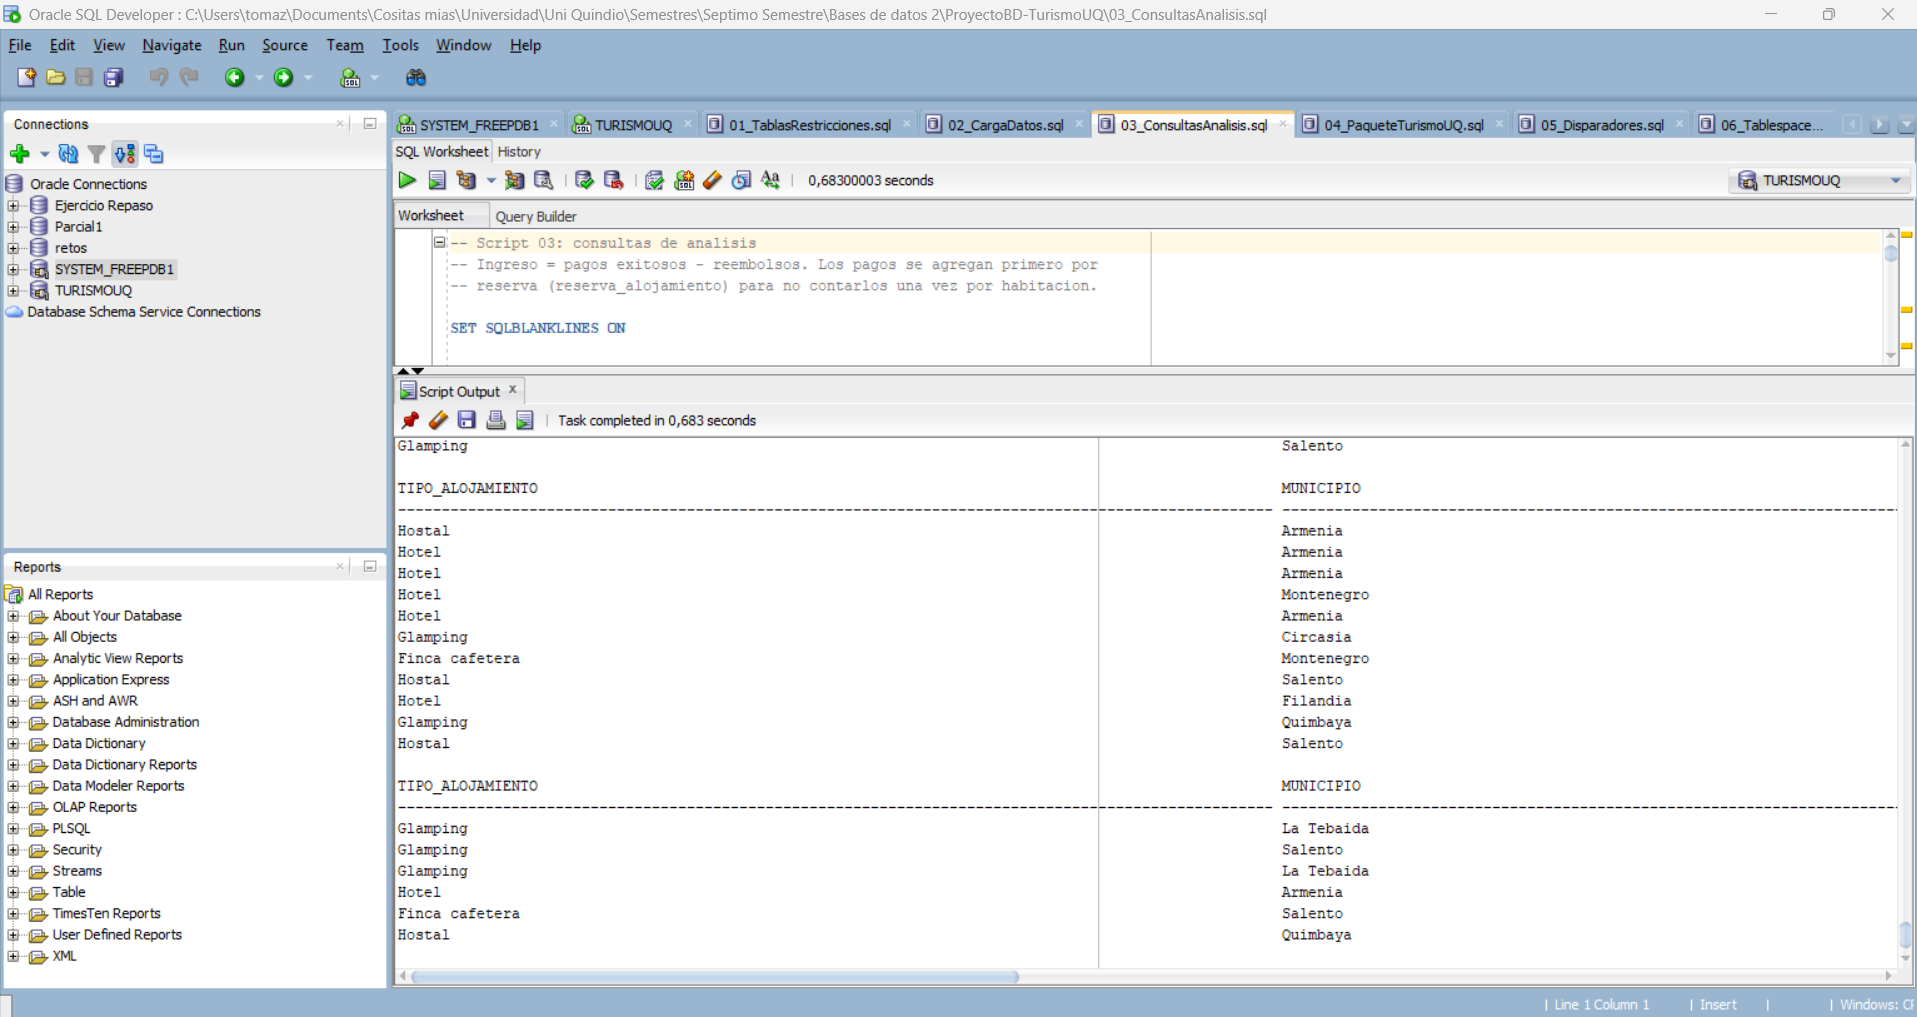 Oracle SQL Developer : C:\Users\tomaz\Documents\Cositas mias\Universidad\Uni Quindio\Semestres\Septimo Semestre\Bases de datos 2\ProyectoBD-TurismoUQ\03_ConsultasAnalisis.sql
File Edit View Navigate Run Source Team Tools Window Help
Connections
Oracle Connections
Ejercicio Repaso
Parcial1
retos
SYSTEM_FREEPDB1
TURISMOUQ
Database Schema Service Connections
Reports
All Reports
About Your Database
All Objects
Analytic View Reports
Application Express
ASH and AWR
Database Administration
Data Dictionary
Data Dictionary Reports
Data Modeler Reports
OLAP Reports
PLSQL
Security
Streams
Table
TimesTen Reports
User Defined Reports
XML
SYSTEM_FREEPDB1 TURISMOUQ 01_TablasRestricciones.sql 02_CargaDatos.sql 03_ConsultasAnalisis.sql 04_PaqueteTurismoUQ.sql 05_Disparadores.sql 06_Tablespace...
SQL Worksheet History
0,68300003 seconds
TURISMOUQ
Worksheet Query Builder
-- Script 03: consultas de analisis
-- Ingreso = pagos exitosos - reembolsos. Los pagos se agregan primero por
-- reserva (reserva_alojamiento) para no contarlos una vez por habitacion.
SET SQLBLANKLINES ON
Script Output
Task completed in 0,683 seconds
Glamping Salento
TIPO_ALOJAMIENTO MUNICIPIO
Hostal Armenia
Hotel Armenia
Hotel Armenia
Hotel Montenegro
Hotel Armenia
Glamping Circasia
Finca cafetera Montenegro
Hostal Salento
Hotel Filandia
Glamping Quimbaya
Hostal Salento
TIPO_ALOJAMIENTO MUNICIPIO
Glamping La Tebaida
Glamping Salento
Glamping La Tebaida
Hotel Armenia
Finca cafetera Salento
Hostal Quimbaya
| Line 1 Column 1 | Insert | | Windows: CF